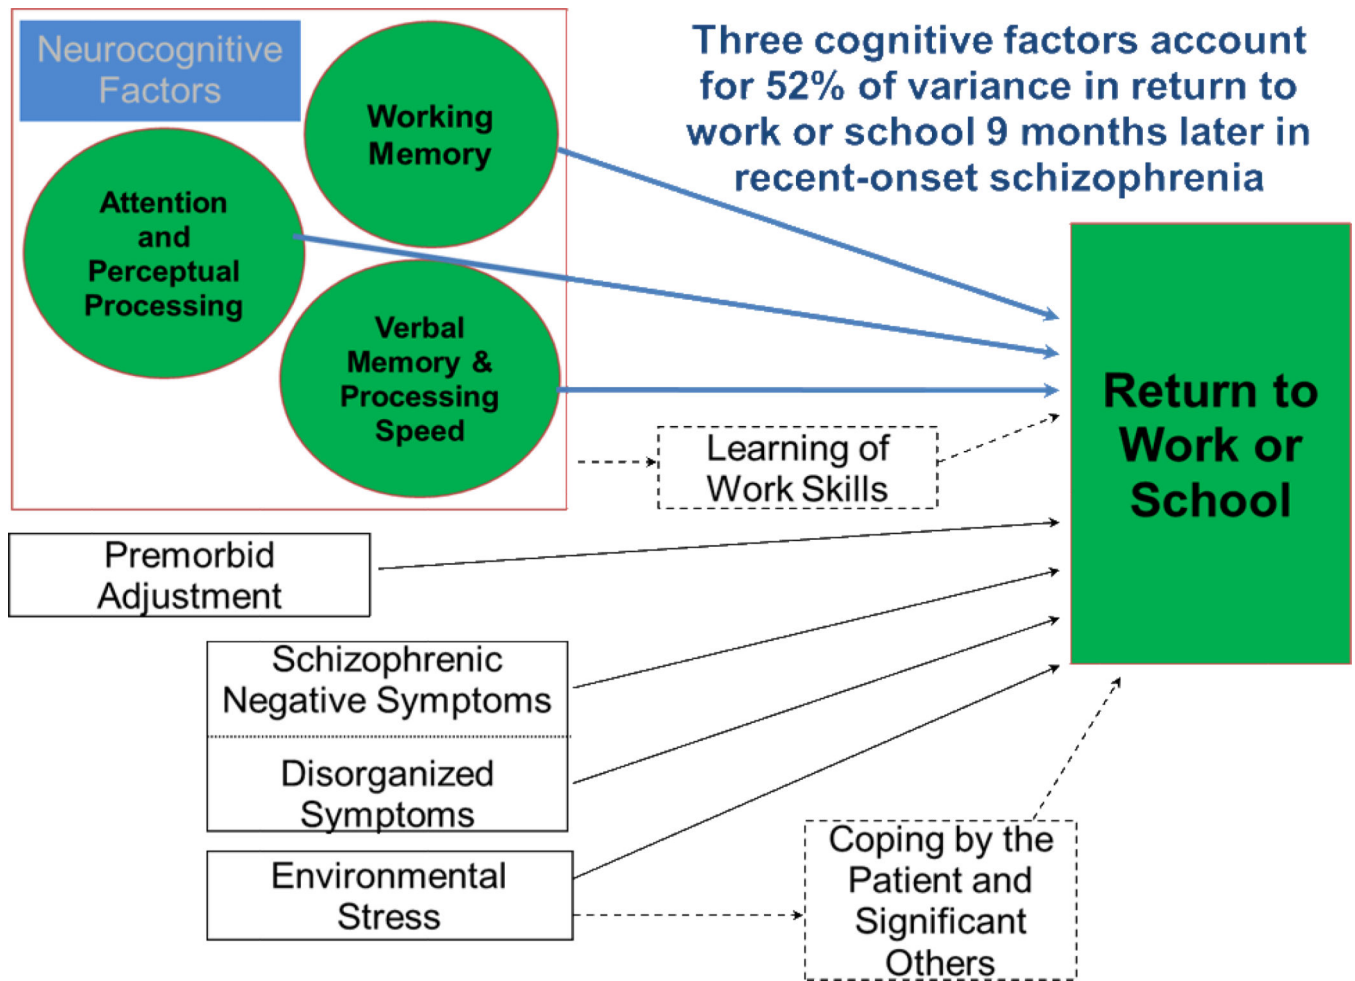 Neurocognitive
Factors
Working
Memory
Attention
and
Perceptual
Processing
Verbal
Memory &
Processing
Speed
Three cognitive factors account
for 52% of variance in return to
work or school 9 months later in
recent-onset schizophrenia
Learning of
Work Skills
Return to
Work or
School
Premorbid
Adjustment
Schizophrenic
Negative Symptoms
Disorganized
Symptoms
Environmental
Stress
Coping by the
Patient and
Significant
Others